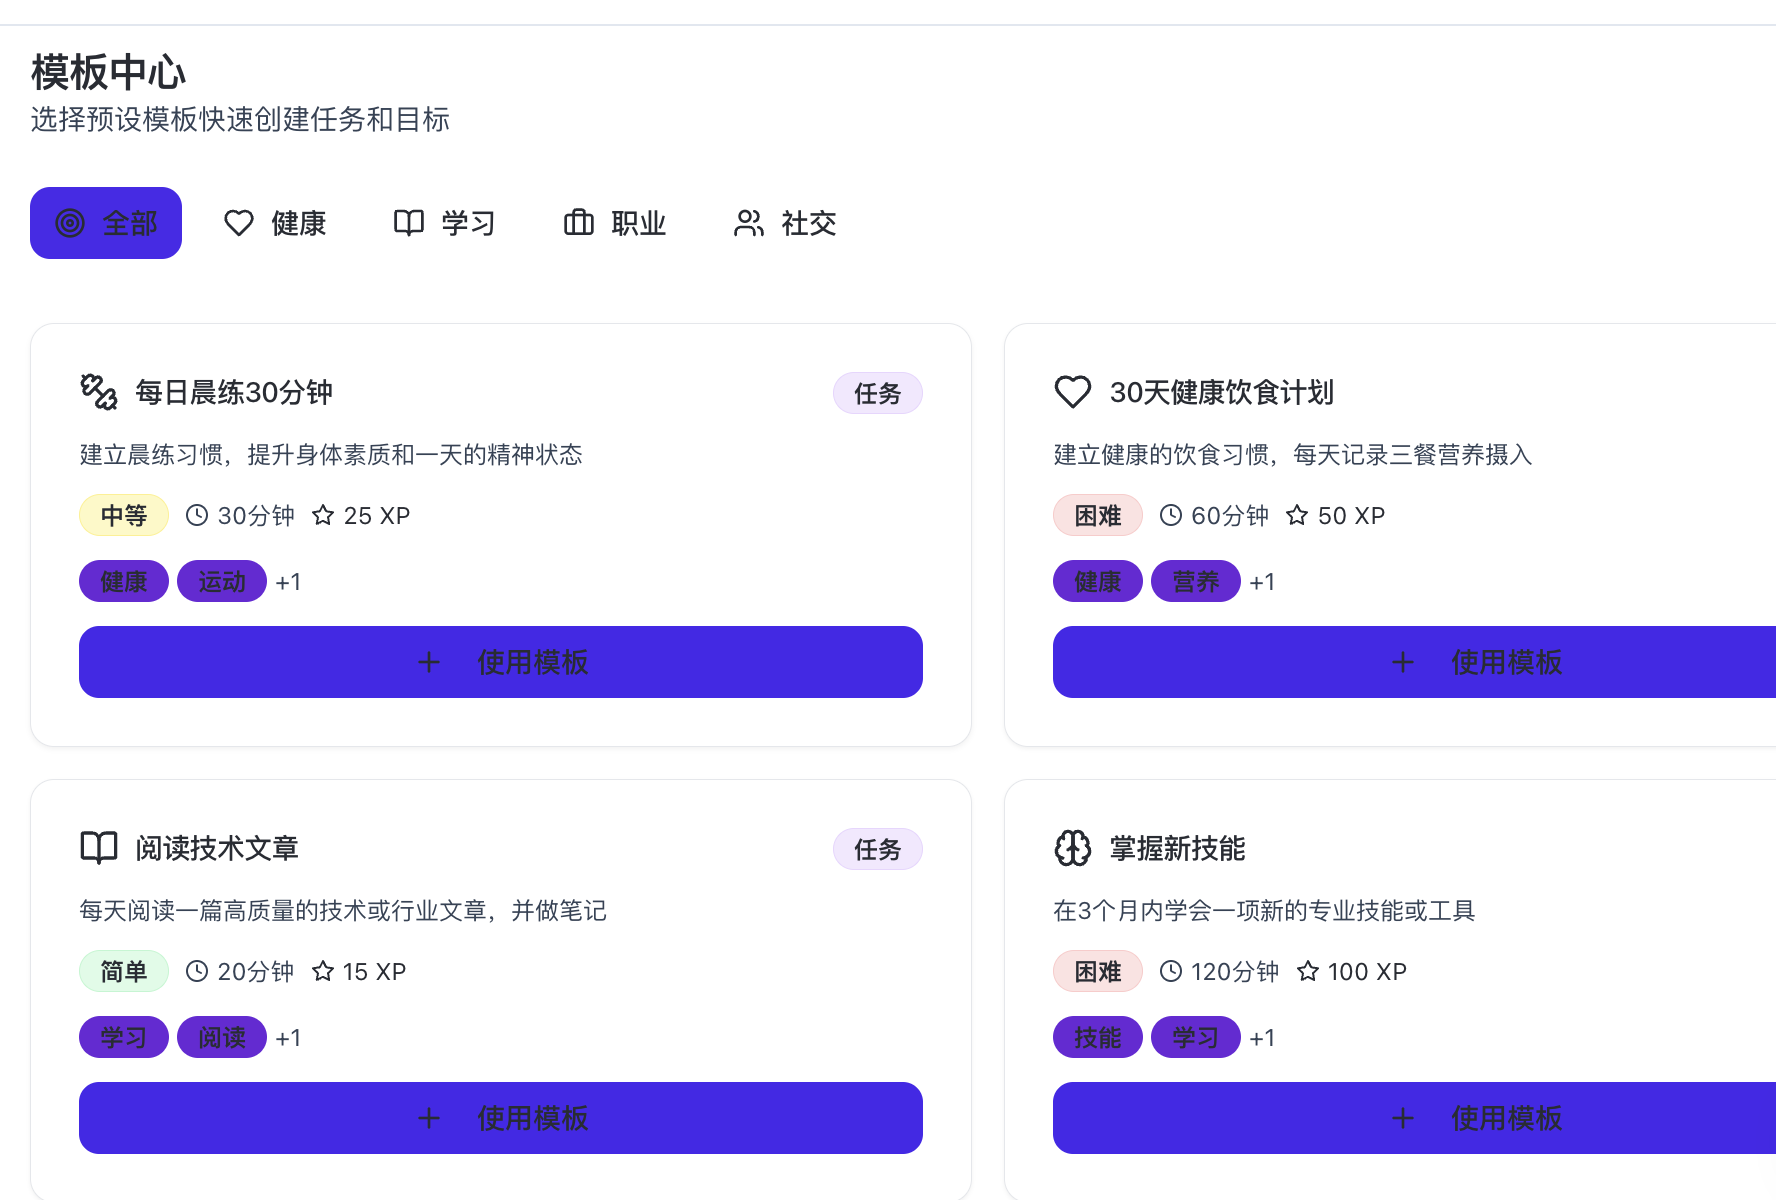 模板中心
选择预设模板快速创建任务和目标
全部 健康 学习 职业 社交
每日晨练30分钟 任务
建立晨练习惯，提升身体素质和一天的精神状态
中等 30分钟 25 XP
健康 运动 +1
使用模板
30天健康饮食计划
建立健康的饮食习惯，每天记录三餐营养摄入
困难 60分钟 50 XP
健康 营养 +1
使用模板
阅读技术文章 任务
每天阅读一篇高质量的技术或行业文章，并做笔记
简单 20分钟 15 XP
学习 阅读 +1
使用模板
掌握新技能
在3个月内学会一项新的专业技能或工具
困难 120分钟 100 XP
技能 学习 +1
使用模板